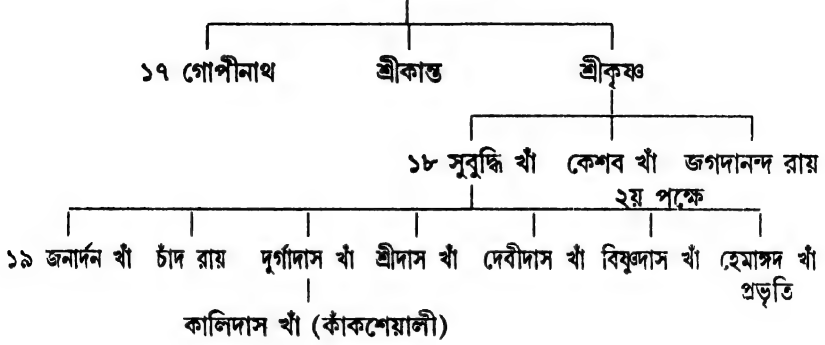 ১৭ গোপীনাথ শ্রীকান্ত শ্রীকৃষ্ণ
১৮ সুবুদ্ধি খাঁ কেশব খাঁ জগদানন্দ রায়
২য় পক্ষে
১৯ জনার্দন খাঁ চাঁদ রায় দুর্গাদাস খাঁ শ্রীদাস খাঁ দেবীদাস খাঁ বিষ্ণুদাস খাঁ হেমাঙ্গদ খাঁ
প্রভৃতি
কালিদাস খাঁ (কাঁকশেয়ালী)